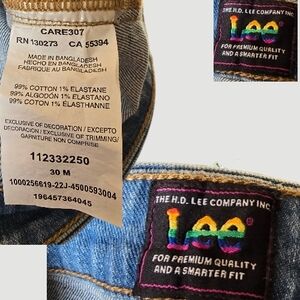 CARE307
RN 130273 CA 55394
MADE IN BANGLADESH
HECHO EN BANGLADESH
FABRIQUE AU BANGLADESH
99% COTTON 1% ELASTANE
99% ALGODÓN 1% ELASTANO
99% COTON 1% ELASTHANNE
EXCLUSIVE OF DECORATION / EXCEPTO
DECORACION / EXCLUSIVE OF TRIMMING/
GARNITURE NON COMPRISE
112332250
30 M
1000256619-22J-4500593004
196457364045
THE H.D. LEE COMPANY INC
Lee®
FOR PREMIUM QUALITY
AND A SMARTER FIT
THE H.D. LEE COMPANY INC
Lee®
FOR PREMIUM QUALITY
AND A SMARTER FIT